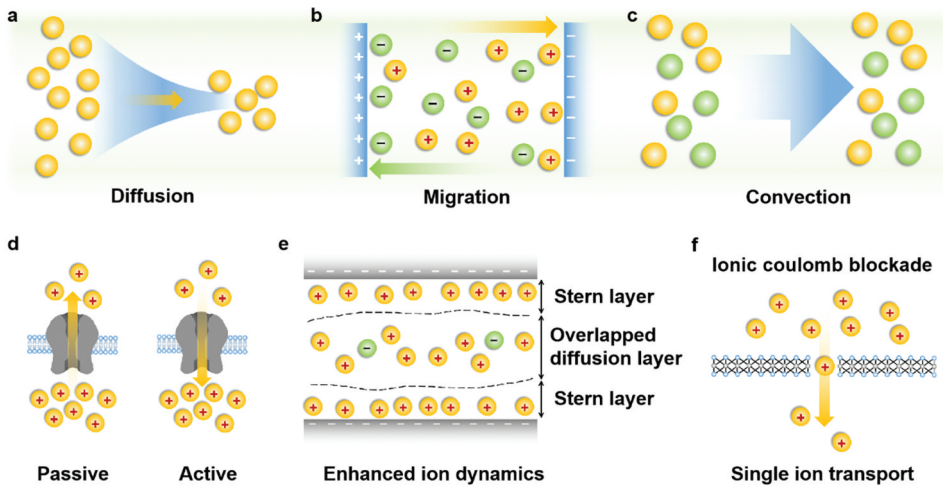 a
b
c
Diffusion
Migration
Convection
d
e
f
Ionic coulomb blockade
Stern layer
Overlapped
diffusion layer
Stern layer
Passive
Active
Enhanced ion dynamics
Single ion transport